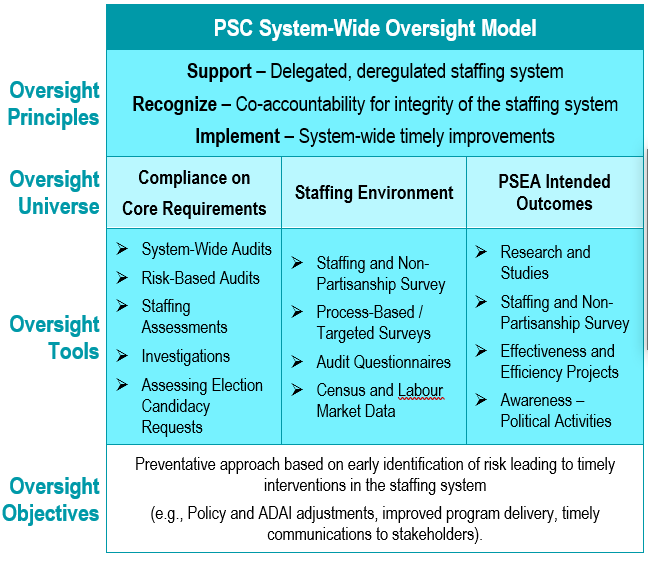 PSC System-Wide Oversight Model
Oversight
Principles
Support – Delegated, deregulated staffing system
Recognize – Co-accountability for integrity of the staffing system
Implement – System-wide timely improvements
Oversight
Universe
Compliance on
Core Requirements
Staffing Environment
PSEA Intended
Outcomes
Oversight
Tools
➢ System-Wide Audits
➢ Risk-Based Audits
➢ Staffing
Assessments
➢ Investigations
➢ Assessing Election
Candidacy
Requests
➢ Staffing and Non-
Partisanship Survey
➢ Process-Based /
Targeted Surveys
➢ Audit Questionnaires
➢ Census and Labour
Market Data
➢ Research and
Studies
➢ Staffing and Non-
Partisanship Survey
➢ Effectiveness and
Efficiency Projects
➢ Awareness –
Political Activities
Oversight
Objectives
Preventative approach based on early identification of risk leading to timely
interventions in the staffing system
(e.g., Policy and ADAI adjustments, improved program delivery, timely
communications to stakeholders).